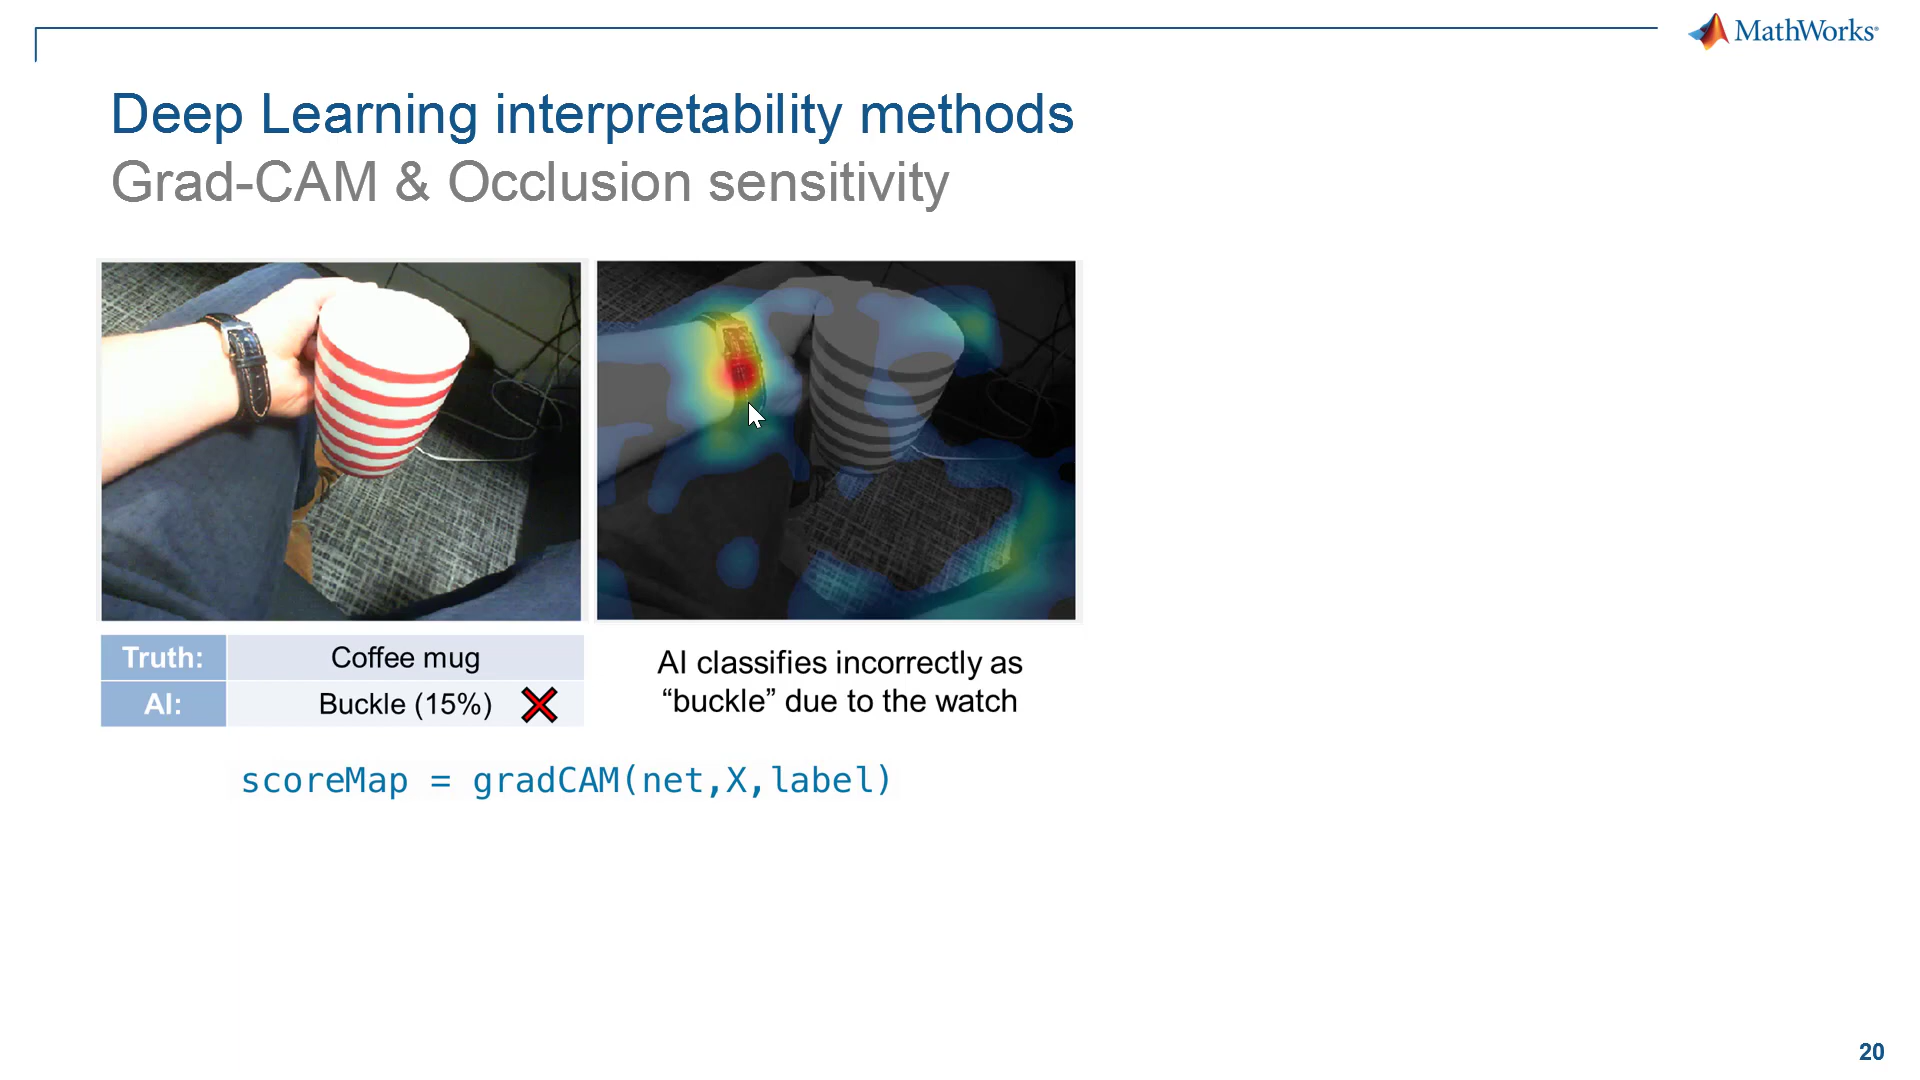 MathWorks®
Deep Learning interpretability methods
Grad-CAM & Occlusion sensitivity
Truth: Coffee mug
AI: Buckle (15%)
AI classifies incorrectly as
“buckle” due to the watch
scoreMap = gradCAM(net,X,label)
20